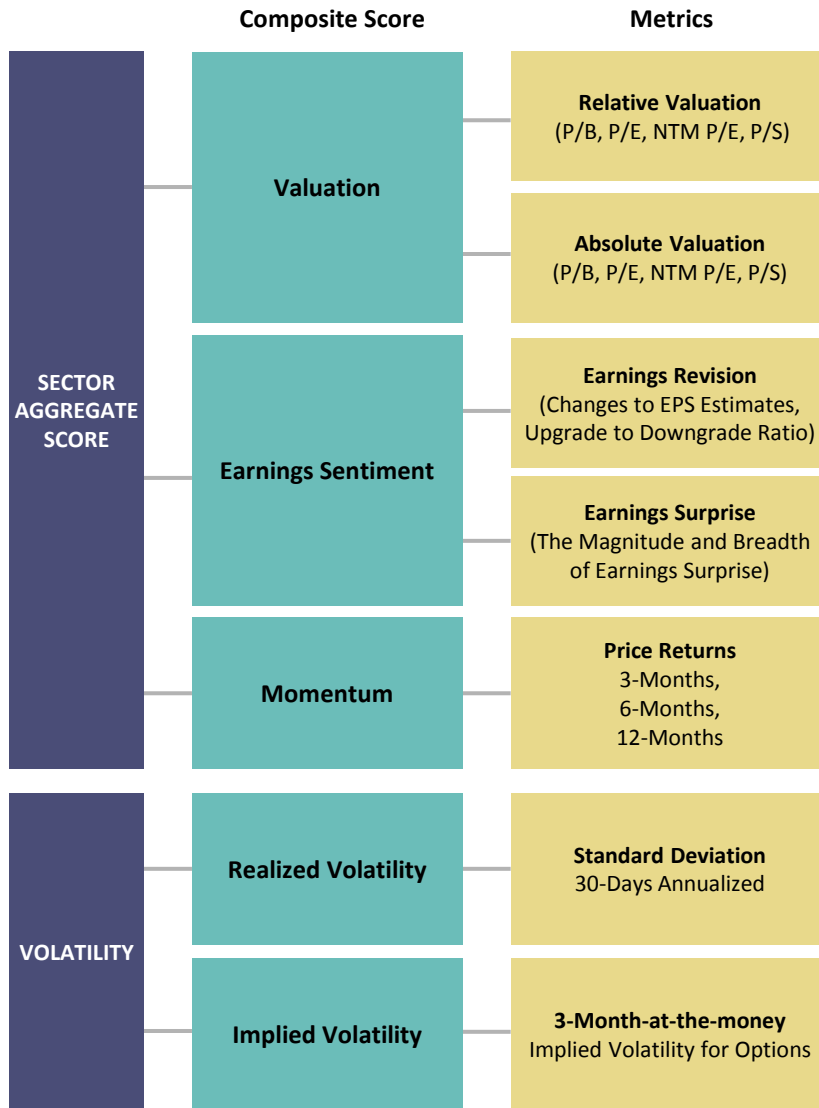 Composite Score
Metrics
SECTOR
AGGREGATE
SCORE
Valuation
Relative Valuation
(P/B, P/E, NTM P/E, P/S)
Absolute Valuation
(P/B, P/E, NTM P/E, P/S)
Earnings Sentiment
Earnings Revision
(Changes to EPS Estimates,
Upgrade to Downgrade Ratio)
Earnings Surprise
(The Magnitude and Breadth
of Earnings Surprise)
Momentum
Price Returns
3-Months,
6-Months,
12-Months
VOLATILITY
Realized Volatility
Standard Deviation
30-Days Annualized
Implied Volatility
3-Month-at-the-money
Implied Volatility for Options